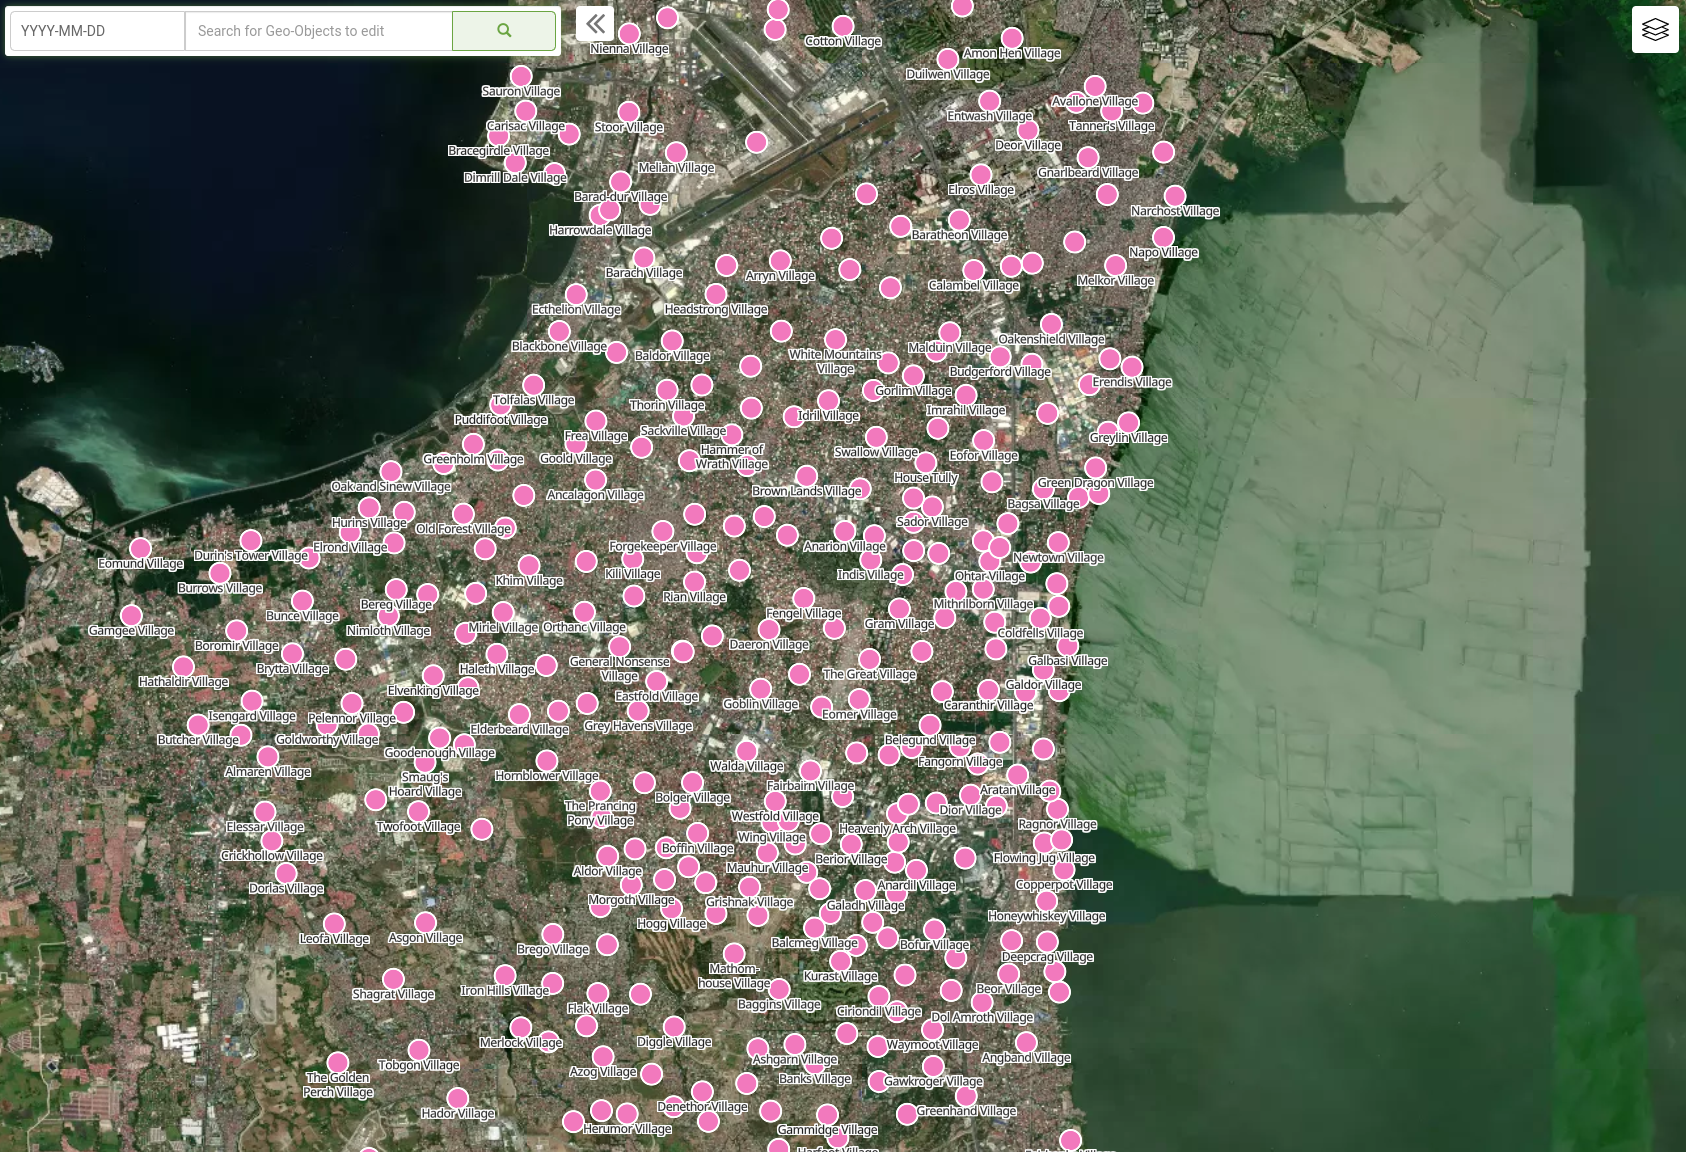 YYYY-MM-DD
Search for Geo-Objects to edit
Nienna Village
Cotton Village
Amon Hen Village
Duilwen Village
Sauron Village
Avallone Village
Entwash Village
Carisac Village
Stoor Village
Tanner's Village
Deor Village
Bracegirdle Village
Melian Village
Gnarlbeard Village
Dimrill Dale Village
Elros Village
Barad-dur Village
Narchost Village
Harrowdale Village
Baratheon Village
Napo Village
Barach Village
Arryn Village
Melkor Village
Calambel Village
Ecthelion Village
Headstrong Village
Oakenshield Village
Blackbone Village
Malduin Village
Baldor Village
White Mountains
Village
Budgerford Village
Erendis Village
Gorlim Village
Tolfalas Village
Thorin Village
Imrahil Village
Puddifoot Village
Idril Village
Sackville Village
Frea Village
Greylin Village
Hammer of
Wrath Village
Swallow Village
Eofor Village
Greenholm Village
Goold Village
House Tully
Green Dragon Village
Oak and Sinew Village
Brown Lands Village
Ancalagon Village
Bagsa Village
Hurins Village
Sador Village
Old Forest Village
Elrond Village
Forgekeeper Village
Anarion Village
Durin's Tower Village
Newtown Village
Eomund Village
Kili Village
Indis Village
Ohtar Village
Khim Village
Burrows Village
Rian Village
Bereg Village
Mithrilborn Village
Bunce Village
Fengel Village
Gram Village
Gamgee Village
Nimloth Village
Miriel Village
Orthanc Village
Coldfells Village
Boromir Village
Daeron Village
General Nonsense
Village
Galbasi Village
Brytta Village
Haleth Village
The Great Village
Hathaldir Village
Galdor Village
Elvenking Village
Eastfold Village
Goblin Village
Caranthir Village
Isengard Village
Pelennor Village
Eomer Village
Grey Havens Village
Elderbeard Village
Butcher Village
Goldworthy Village
Belegund Village
Goodenough Village
Fangorn Village
Walda Village
Almaren Village
Smaug's
Hoard Village
Hornblower Village
Fairbairn Village
Aratan Village
Bolger Village
The Prancing
Pony Village
Dior Village
Westfold Village
Ragnor Village
Elessar Village
Twofoot Village
Heavenly Arch Village
Wing Village
Boffin Village
Crickhollow Village
Berior Village
Flowing Jug Village
Mauhur Village
Aldor Village
Anardil Village
Copperpot Village
Dorlas Village
Morgoth Village
Grishnak Village
Galadh Village
Honeywhiskey Village
Hogg Village
Leofa Village
Asgon Village
Balcmeg Village
Bofur Village
Brego Village
Deepcrag Village
Mathom-
house Village
Kurast Village
Iron Hills Village
Beor Village
Shagrat Village
Baggins Village
Flak Village
Ciriondil Village
Dol Amroth Village
Merlock Village
Diggle Village
Waymoot Village
Angband Village
Ashgarn Village
Tobgon Village
Azog Village
The Golden
Perch Village
Banks Village
Gawkroger Village
Denethor Village
Hador Village
Greenhand Village
Herumor Village
Gammidge Village